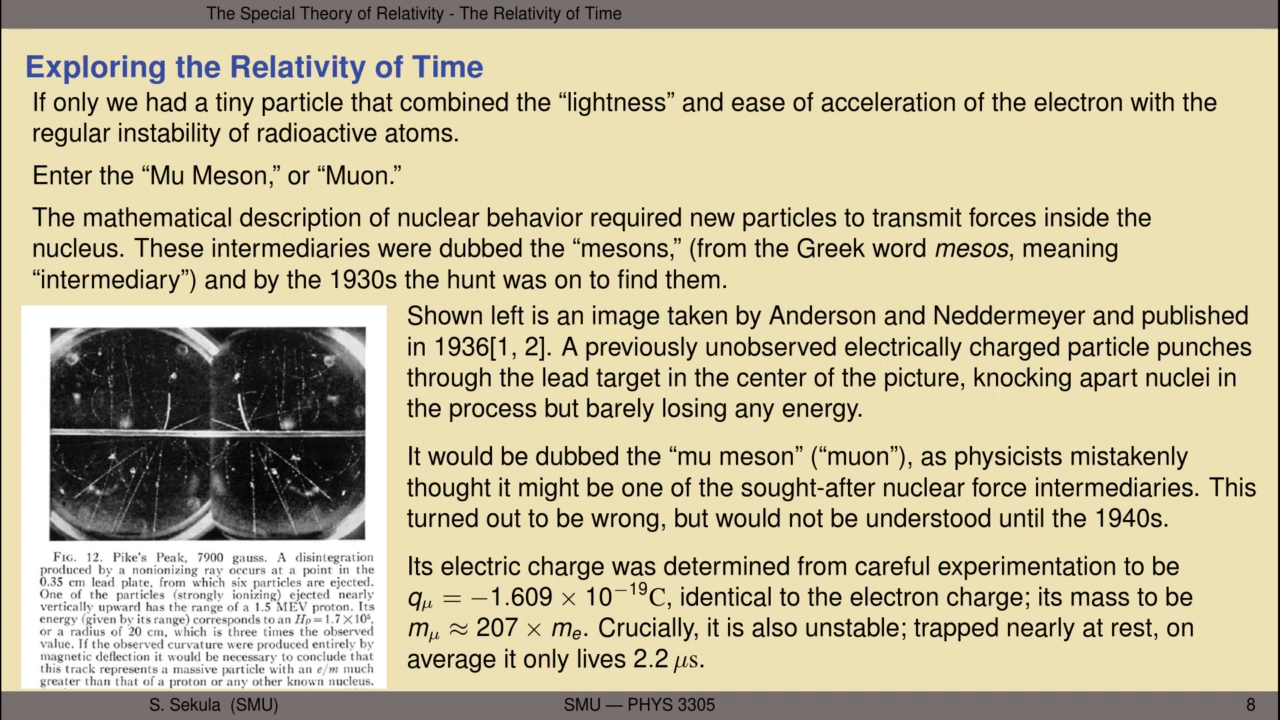 The Special Theory of Relativity - The Relativity of Time
Exploring the Relativity of Time
If only we had a tiny particle that combined the “lightness” and ease of acceleration of the electron with the
regular instability of radioactive atoms.
Enter the “Mu Meson,” or “Muon.”
The mathematical description of nuclear behavior required new particles to transmit forces inside the
nucleus. These intermediaries were dubbed the “mesons,” (from the Greek word mesos, meaning
“intermediary”) and by the 1930s the hunt was on to find them.
Shown left is an image taken by Anderson and Neddermeyer and published
in 1936[1, 2]. A previously unobserved electrically charged particle punches
through the lead target in the center of the picture, knocking apart nuclei in
the process but barely losing any energy.
It would be dubbed the “mu meson” (“muon”), as physicists mistakenly
thought it might be one of the sought-after nuclear force intermediaries. This
turned out to be wrong, but would not be understood until the 1940s.
Its electric charge was determined from careful experimentation to be
qμ = −1.609 × 10⁻¹⁹C, identical to the electron charge; its mass to be
mμ ≈ 207 × me. Crucially, it is also unstable; trapped nearly at rest, on
average it only lives 2.2 μs.
FIG. 12. Pike's Peak, 7900 gauss. A disintegration
produced by a nonionizing ray occurs at a point in the
0.35 cm lead plate, from which six particles are ejected.
One of the particles (strongly ionizing) ejected nearly
vertically upward has the range of a 1.5 MEV proton. Its
energy (given by its range) corresponds to an Hρ=1.7×10⁵,
or a radius of 20 cm, which is three times the observed
value. If the observed curvature were produced entirely by
magnetic deflection it would be necessary to conclude that
this track represents a massive particle with an e/m much
greater than that of a proton or any other known nucleus.
S. Sekula (SMU)
SMU — PHYS 3305
8